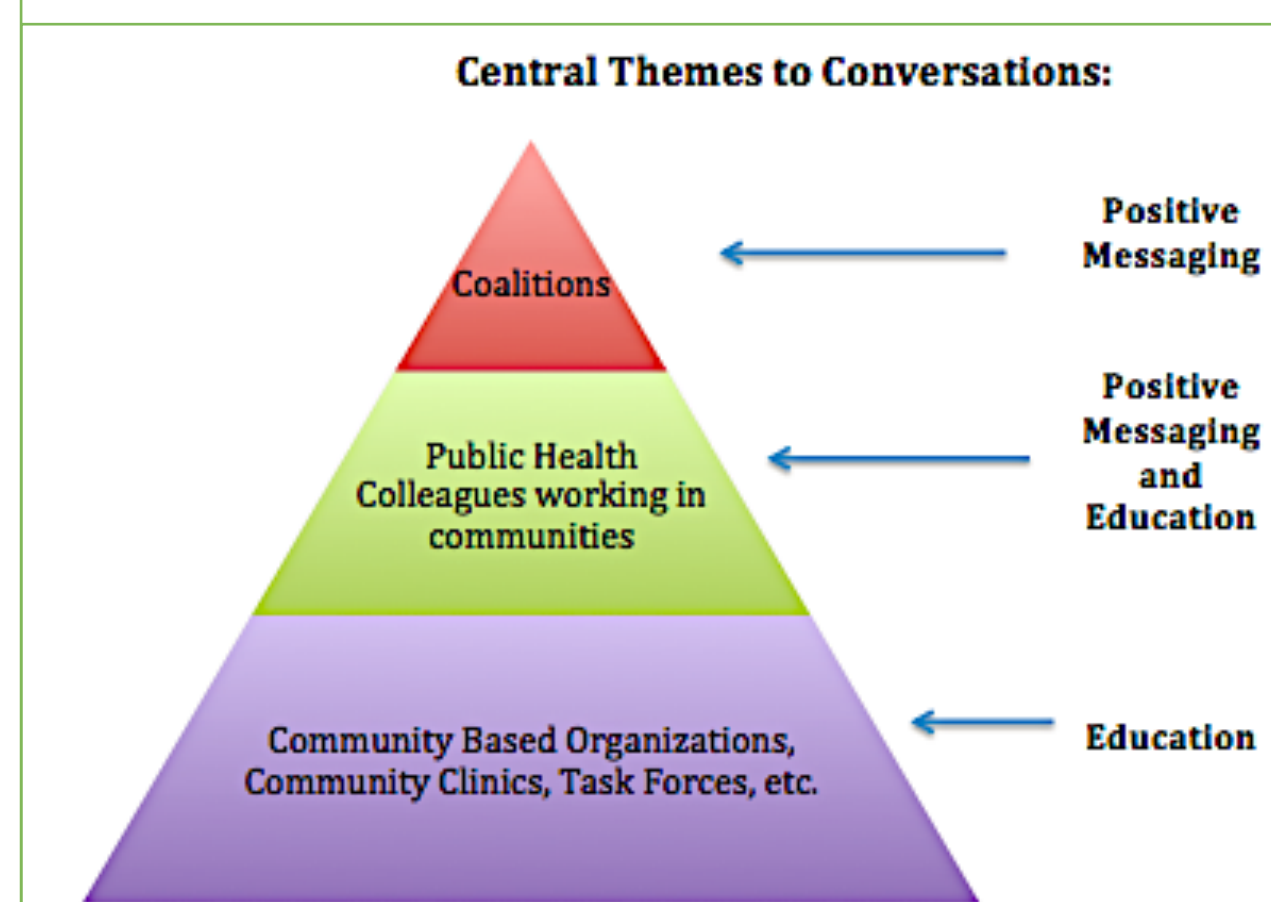 Central Themes to Conversations:
Coalitions
Positive
Messaging
Public Health
Colleagues working in
communities
Positive
Messaging
and
Education
Community Based Organizations,
Community Clinics, Task Forces, etc.
Education